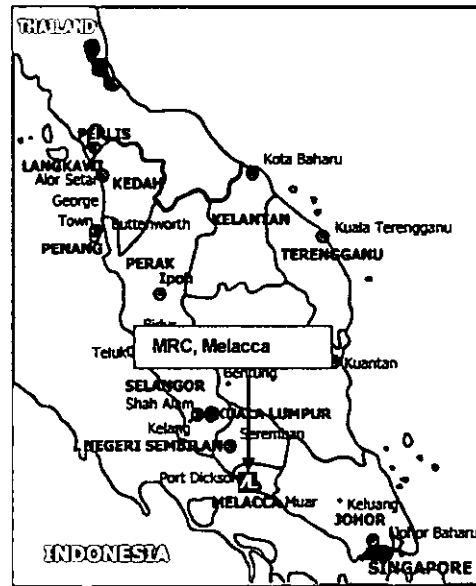 THAILAND
PERLIS
LANGKAWI
Alor Setar
KEDAH
Kota Baharu
George
Town
Butterworth
KELANTAN
Kuala Terengganu
PENANG
TERENGGANU
PERAK
Ipoh
Teluk
MRC, Melacca
Kuantan
Bentung
SELANGOR
Shah Alam
KUALA LUMPUR
Kelang
NEGERI SEMBILAN
Seremban
Port Dickson
MELACCA
Muar
Keluang
JOHOR
Johor Baharu
INDONESIA
SINGAPORE